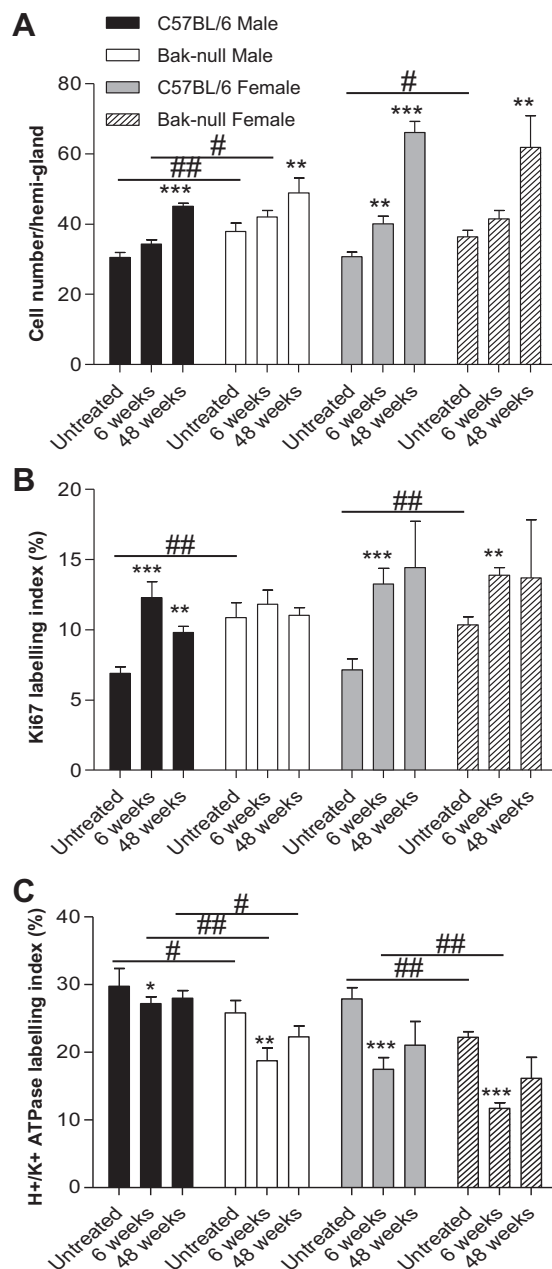 A
C57BL/6 Male
Bak-null Male
C57BL/6 Female
Bak-null Female
Cell number/hemi-gland
80
60
40
20
0
***
##
#
**
**
***
#
**
Untreated
6 weeks
48 weeks
Untreated
6 weeks
48 weeks
Untreated
6 weeks
48 weeks
Untreated
6 weeks
48 weeks
B
Ki67 labelling index (%)
20
15
10
5
0
***
**
##
***
##
**
Untreated
6 weeks
48 weeks
Untreated
6 weeks
48 weeks
Untreated
6 weeks
48 weeks
Untreated
6 weeks
48 weeks
C
H+/K+ ATPase labelling index (%)
40
30
20
10
0
#
##
#
*
**
***
##
##
***
Untreated
6 weeks
48 weeks
Untreated
6 weeks
48 weeks
Untreated
6 weeks
48 weeks
Untreated
6 weeks
48 weeks